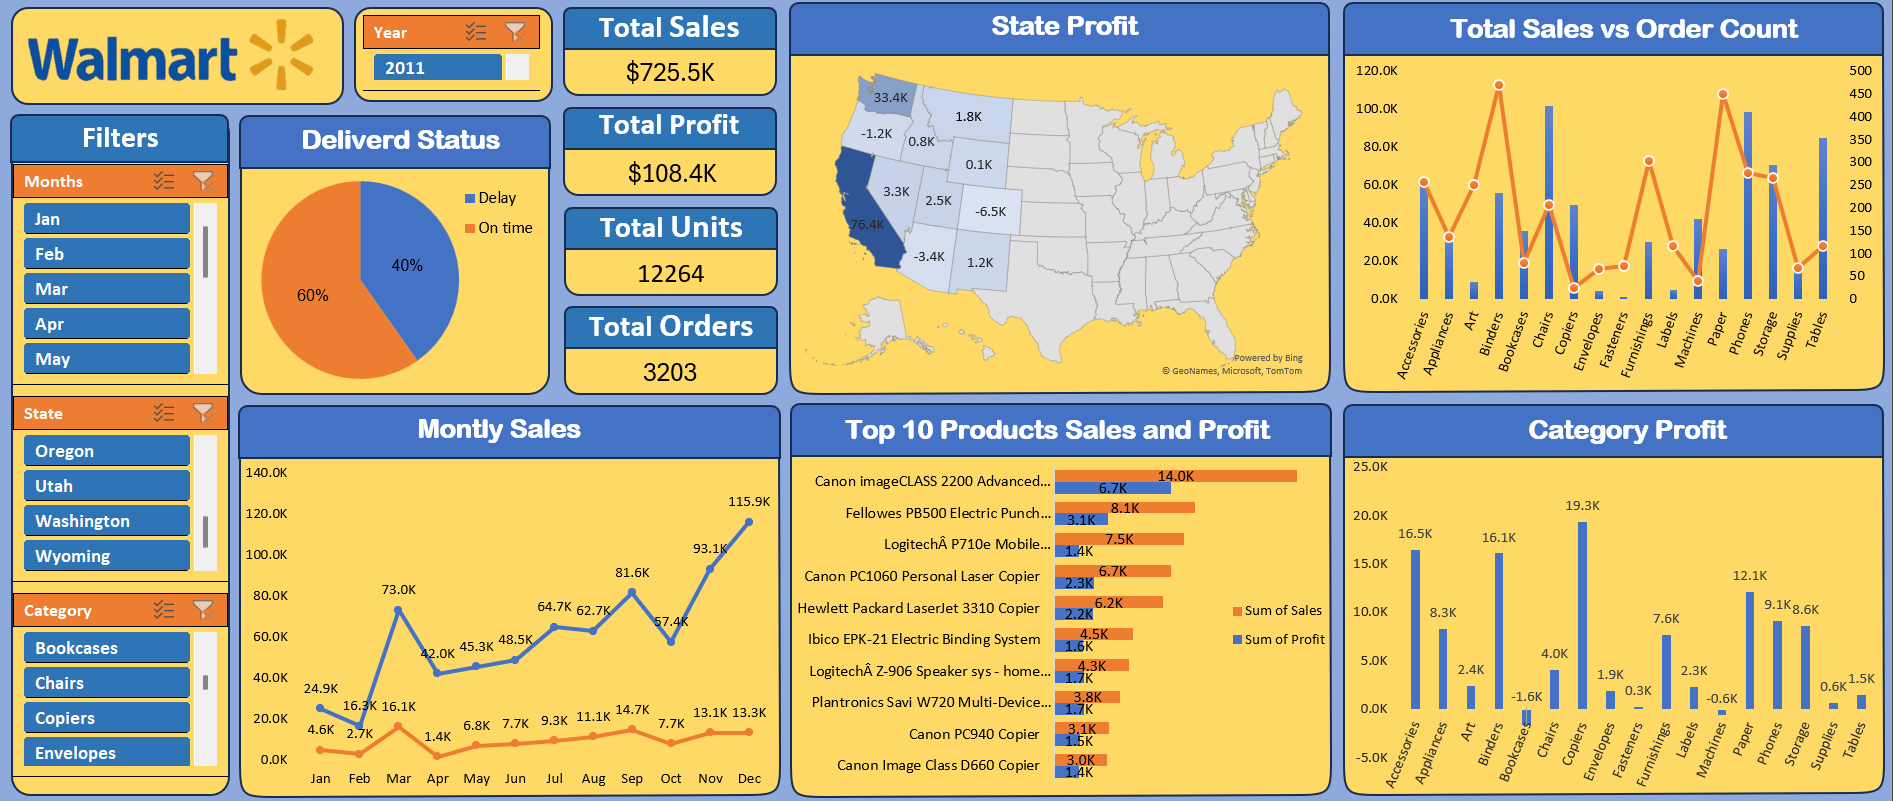 Walmart
Year
2011
Filters
Months
Jan
Feb
Mar
Apr
May
State
Oregon
Utah
Washington
Wyoming
Category
Bookcases
Chairs
Copiers
Envelopes
Deliverd Status
40%
60%
Delay
On time
Total Sales
$725.5K
Total Profit
$108.4K
Total Units
12264
Total Orders
3203
State Profit
33.4K
1.8K
-1.2K
0.8K
0.1K
3.3K
2.5K
-6.5K
76.4K
-3.4K
1.2K
Powered by Bing
© GeoNames, Microsoft, TomTom
Total Sales vs Order Count
120.0K
100.0K
80.0K
60.0K
40.0K
20.0K
0.0K
500
450
400
350
300
250
200
150
100
50
0
Accessories
Appliances
Art
Binders
Bookcases
Chairs
Copiers
Envelopes
Fasteners
Furnishings
Labels
Machines
Paper
Phones
Storage
Supplies
Tables
Montly Sales
140.0K
120.0K
100.0K
80.0K
60.0K
40.0K
20.0K
0.0K
24.9K
16.3K
73.0K
42.0K
45.3K
48.5K
64.7K
62.7K
81.6K
57.4K
93.1K
115.9K
4.6K
2.7K
16.1K
1.4K
6.8K
7.7K
9.3K
11.1K
14.7K
7.7K
13.1K
13.3K
Jan
Feb
Mar
Apr
May
Jun
Jul
Aug
Sep
Oct
Nov
Dec
Top 10 Products Sales and Profit
Canon imageCLASS 2200 Advanced...
14.0K
6.7K
Fellowes PB500 Electric Punch...
8.1K
3.1K
LogitechÂ P710e Mobile...
7.5K
1.4K
Canon PC1060 Personal Laser Copier
6.7K
2.3K
Hewlett Packard LaserJet 3310 Copier
6.2K
2.2K
Ibico EPK-21 Electric Binding System
4.5K
1.6K
LogitechÂ Z-906 Speaker sys - home...
4.3K
1.7K
Plantronics Savi W720 Multi-Device...
3.8K
1.7K
Canon PC940 Copier
3.1K
1.5K
Canon Image Class D660 Copier
3.0K
1.4K
Sum of Sales
Sum of Profit
Category Profit
25.0K
20.0K
15.0K
10.0K
5.0K
0.0K
-5.0K
16.5K
8.3K
2.4K
16.1K
-1.6K
4.0K
19.3K
1.9K
0.3K
7.6K
2.3K
-0.6K
12.1K
9.1K
8.6K
0.6K
1.5K
Accessories
Appliances
Art
Binders
Bookcases
Chairs
Copiers
Envelopes
Fasteners
Furnishings
Labels
Machines
Paper
Phones
Storage
Supplies
Tables